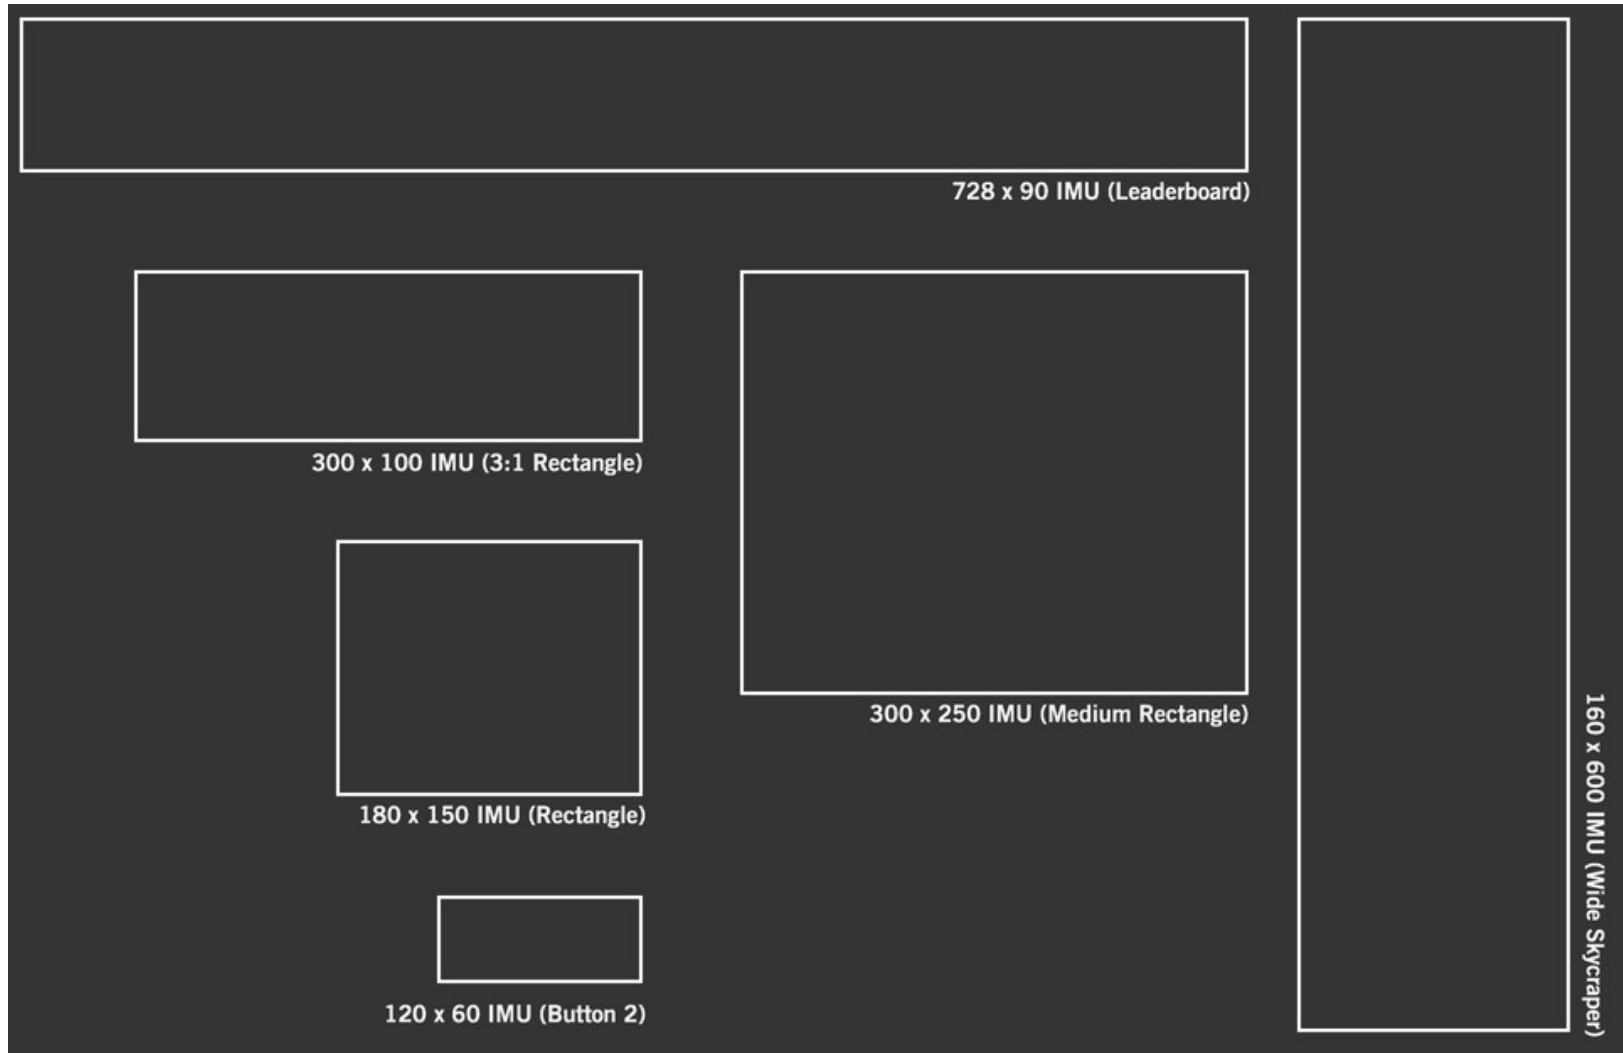 728 x 90 IMU (Leaderboard)
300 x 100 IMU (3:1 Rectangle)
300 x 250 IMU (Medium Rectangle)
180 x 150 IMU (Rectangle)
120 x 60 IMU (Button 2)
160 x 600 IMU (Wide Skycraper)